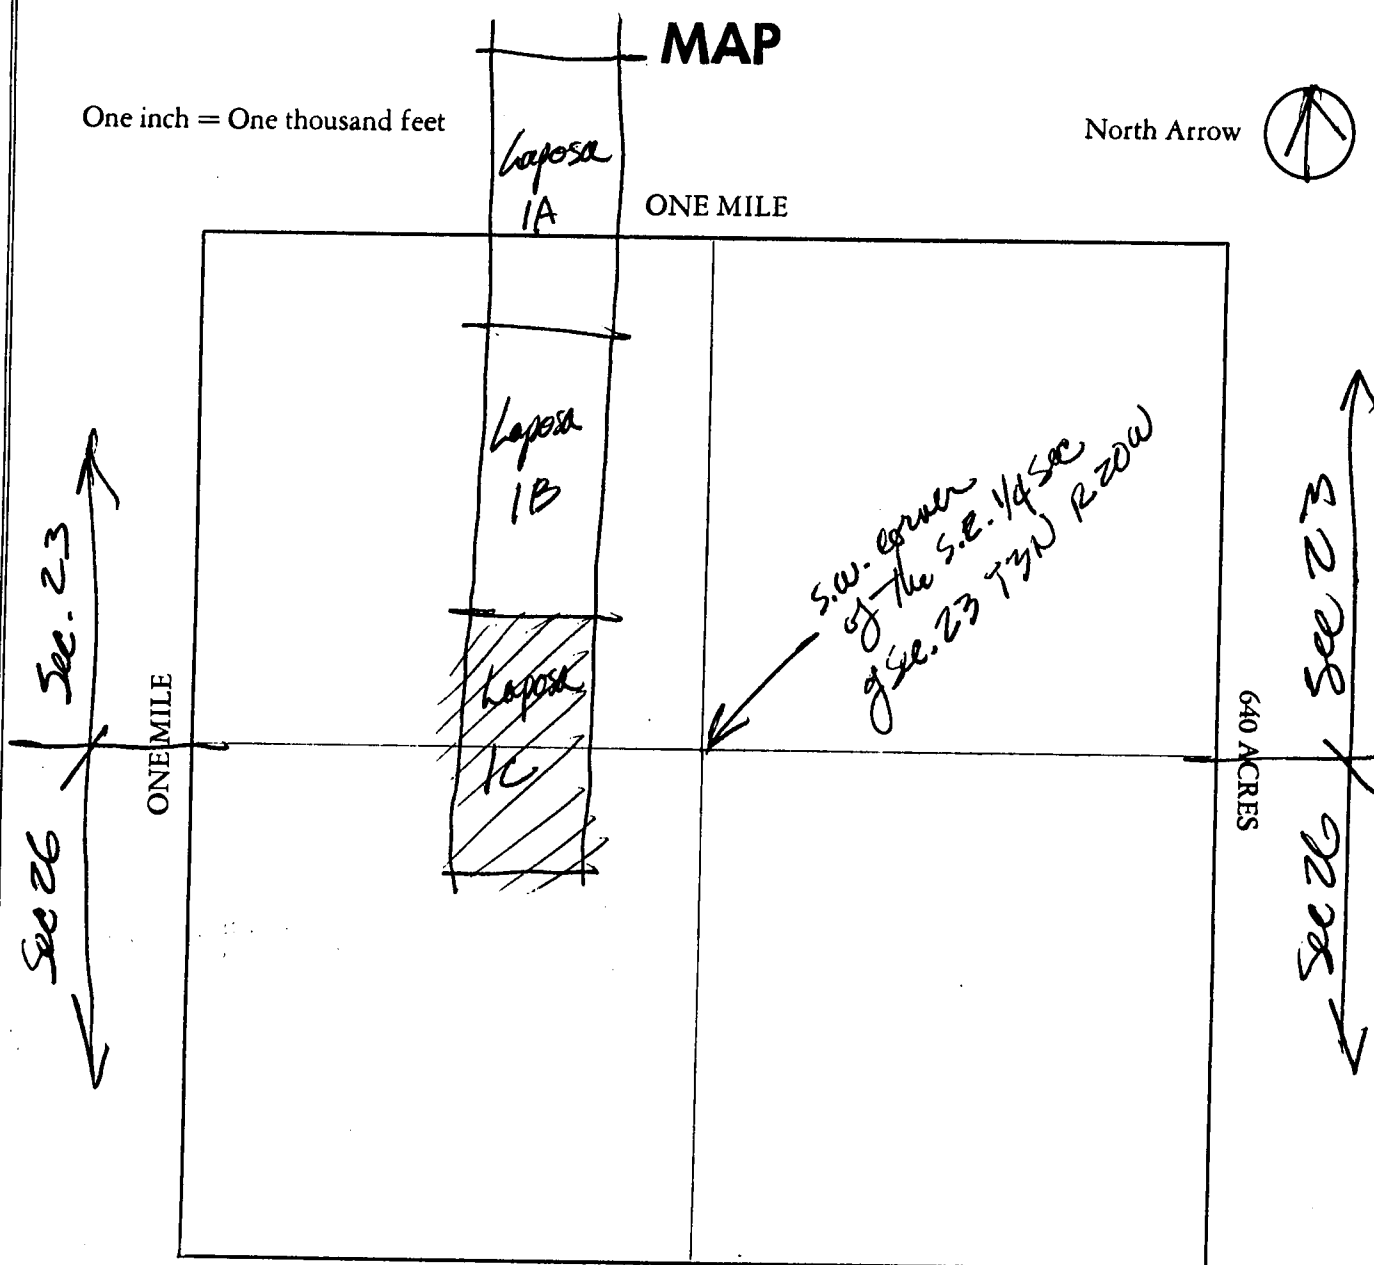 MAP
One inch = One thousand feet
North Arrow
Laposa
1A
ONE MILE
Laposa
1B
s.w. corner
of the s.e. 1/4 sec
of sec. 23 T3N R20W
Sec. 23
Sec 23
Laposa
1C
ONE MILE
640 ACRES
Sec 26
Sec 26